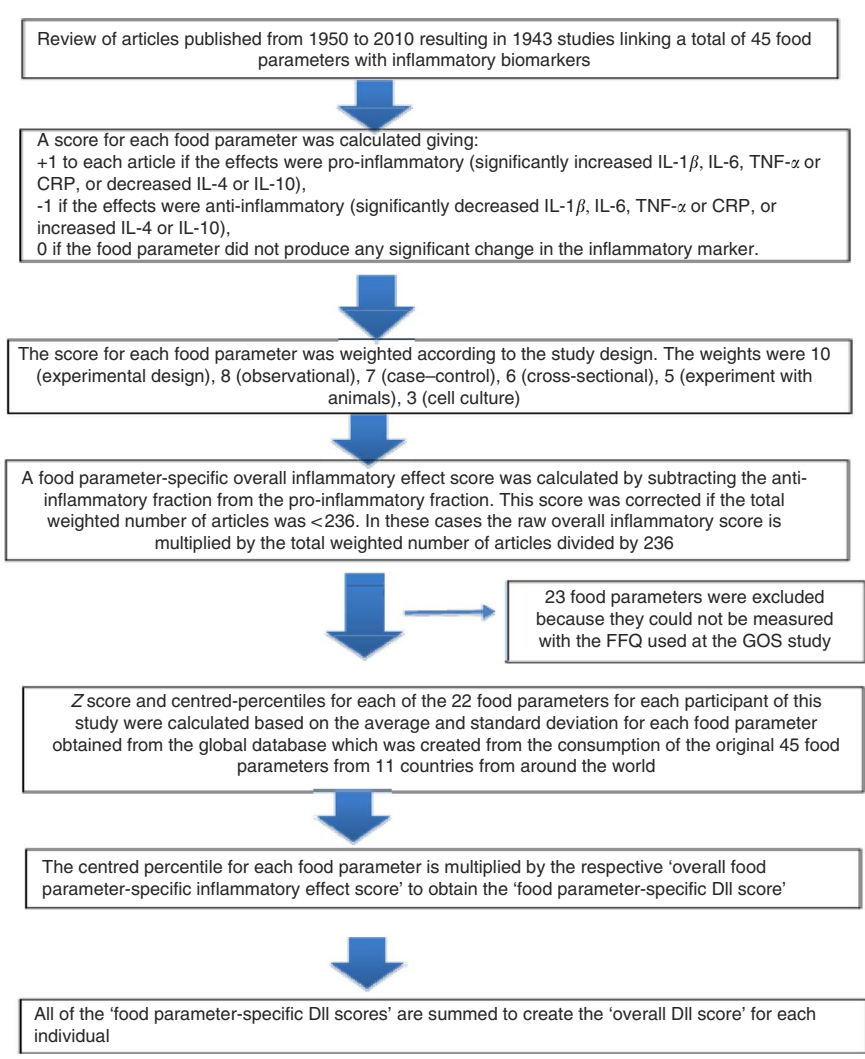 Review of articles published from 1950 to 2010 resulting in 1943 studies linking a total of 45 food
parameters with inflammatory biomarkers
A score for each food parameter was calculated giving:
+1 to each article if the effects were pro-inflammatory (significantly increased IL-1β, IL-6, TNF-α or
CRP, or decreased IL-4 or IL-10),
-1 if the effects were anti-inflammatory (significantly decreased IL-1β, IL-6, TNF-α or CRP, or
increased IL-4 or IL-10),
0 if the food parameter did not produce any significant change in the inflammatory marker.
The score for each food parameter was weighted according to the study design. The weights were 10
(experimental design), 8 (observational), 7 (case–control), 6 (cross-sectional), 5 (experiment with
animals), 3 (cell culture)
A food parameter-specific overall inflammatory effect score was calculated by subtracting the anti-
inflammatory fraction from the pro-inflammatory fraction. This score was corrected if the total
weighted number of articles was <236. In these cases the raw overall inflammatory score is
multiplied by the total weighted number of articles divided by 236
23 food parameters were excluded
because they could not be measured
with the FFQ used at the GOS study
Z score and centred-percentiles for each of the 22 food parameters for each participant of this
study were calculated based on the average and standard deviation for each food parameter
obtained from the global database which was created from the consumption of the original 45 food
parameters from 11 countries from around the world
The centred percentile for each food parameter is multiplied by the respective ‘overall food
parameter-specific inflammatory effect score’ to obtain the ‘food parameter-specific DII score’
All of the ‘food parameter-specific DII scores’ are summed to create the ‘overall DII score’ for each
individual